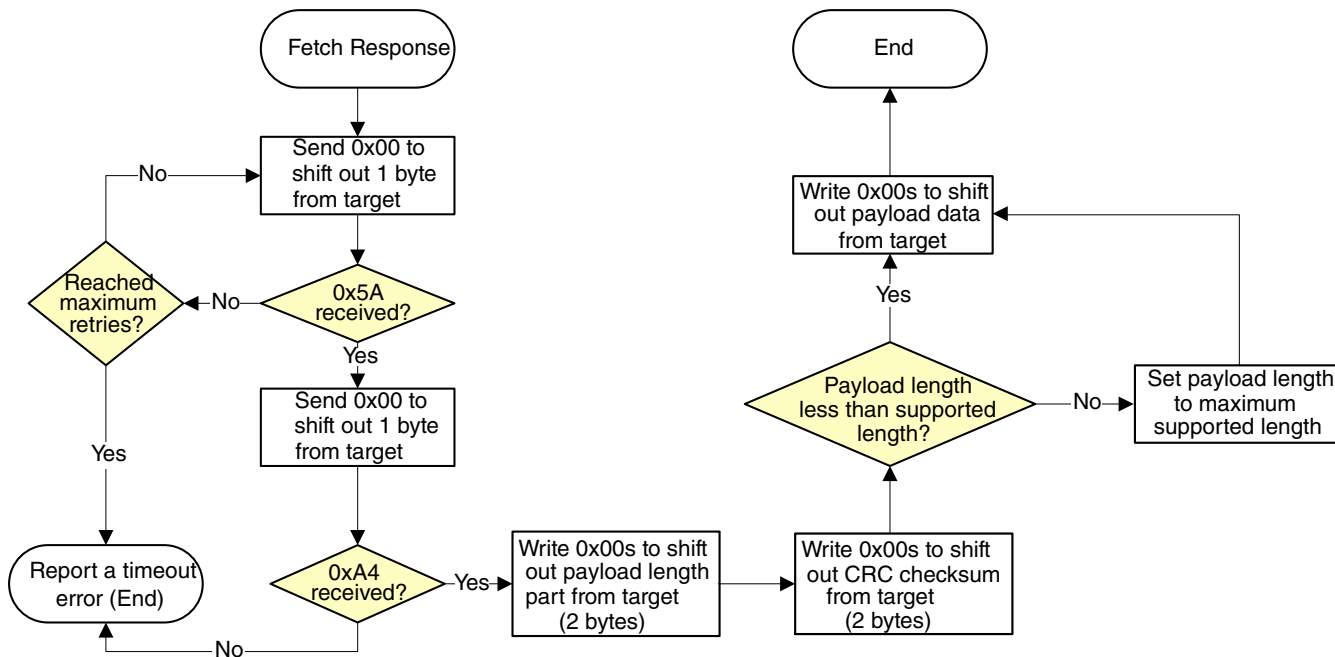 Fetch Response
End
Send 0x00 to
shift out 1 byte
from target
No
Write 0x00s to shift
out payload data
from target
Reached
maximum
retries?
No
0x5A
received?
Yes
Yes
Send 0x00 to
shift out 1 byte
from target
Payload length
less than supported
length?
No
Set payload length
to maximum
supported length
Yes
Report a timeout
error (End)
0xA4
received?
Yes
Write 0x00s to shift
out payload length
part from target
(2 bytes)
Write 0x00s to shift
out CRC checksum
from target
(2 bytes)
No